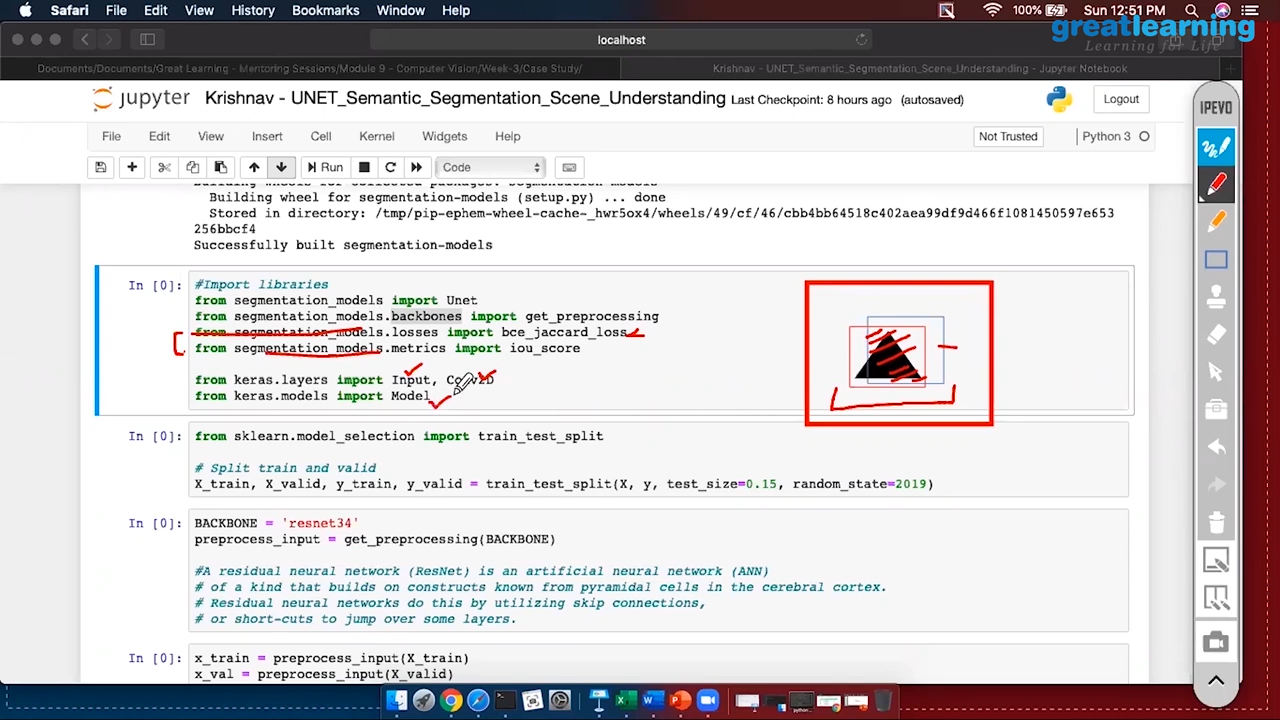 Safari File Edit View History Bookmarks Window Help 100% Sun 12:51 PM
greatlearning
Learning for Life
localhost
Documents/Documents/Great Learning - Mentoring Sessions/Module 9 - Computer Vision/Week-3/Case Study/
Krishnav - UNET_Semantic_Segmentation_Scene_Understanding - Jupyter Notebook
jupyter Krishnav - UNET_Semantic_Segmentation_Scene_Understanding Last Checkpoint: 8 hours ago (autosaved)
Logout
IPEVO
File Edit View Insert Cell Kernel Widgets Help
Not Trusted
Python 3
Run
Code
Building wheels for collected packages: segmentation-models
Building wheel for segmentation-models (setup.py) ... done
Stored in directory: /tmp/pip-ephem-wheel-cache-_hwr5ox4/wheels/49/cf/46/cbb4bb64518c402aea99df9d466f1081450597e653
256bbcf4
Successfully built segmentation-models
In [0]:
#Import libraries
from segmentation_models import Unet
from segmentation_models.backbones import get_preprocessing
from segmentation_models.losses import bce_jaccard_loss
from segmentation_models.metrics import iou_score
from keras.layers import Input, Conv2D
from keras.models import Model
In [0]:
from sklearn.model_selection import train_test_split
# Split train and valid
X_train, X_valid, y_train, y_valid = train_test_split(X, y, test_size=0.15, random_state=2019)
In [0]:
BACKBONE = 'resnet34'
preprocess_input = get_preprocessing(BACKBONE)
#A residual neural network (ResNet) is an artificial neural network (ANN)
# of a kind that builds on constructs known from pyramidal cells in the cerebral cortex.
# Residual neural networks do this by utilizing skip connections,
# or short-cuts to jump over some layers.
In [0]:
x_train = preprocess_input(X_train)
x_val = preprocess_input(X_valid)